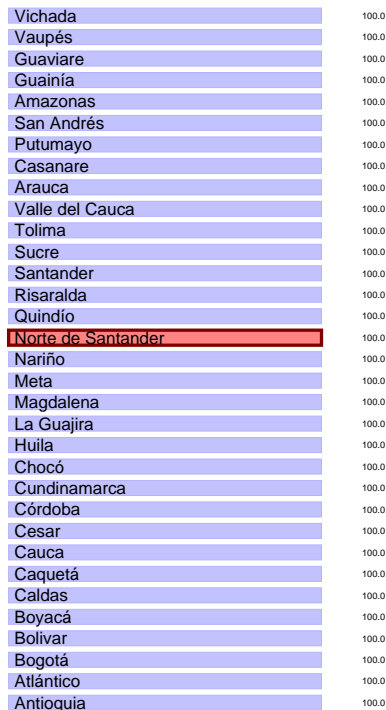 Vichada 100.0
Vaupés 100.0
Guaviare 100.0
Guainía 100.0
Amazonas 100.0
San Andrés 100.0
Putumayo 100.0
Casanare 100.0
Arauca 100.0
Valle del Cauca 100.0
Tolima 100.0
Sucre 100.0
Santander 100.0
Risaralda 100.0
Quindío 100.0
Norte de Santander 100.0
Nariño 100.0
Meta 100.0
Magdalena 100.0
La Guajira 100.0
Huila 100.0
Chocó 100.0
Cundinamarca 100.0
Córdoba 100.0
Cesar 100.0
Cauca 100.0
Caquetá 100.0
Caldas 100.0
Boyacá 100.0
Bolivar 100.0
Bogotá 100.0
Atlántico 100.0
Antioquia 100.0